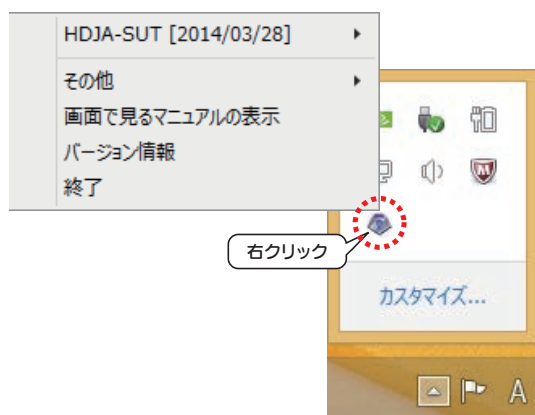 HDJA-SUT [2014/03/28]
その他
画面で見るマニュアルの表示
バージョン情報
終了
右クリック
カスタマイズ...
A